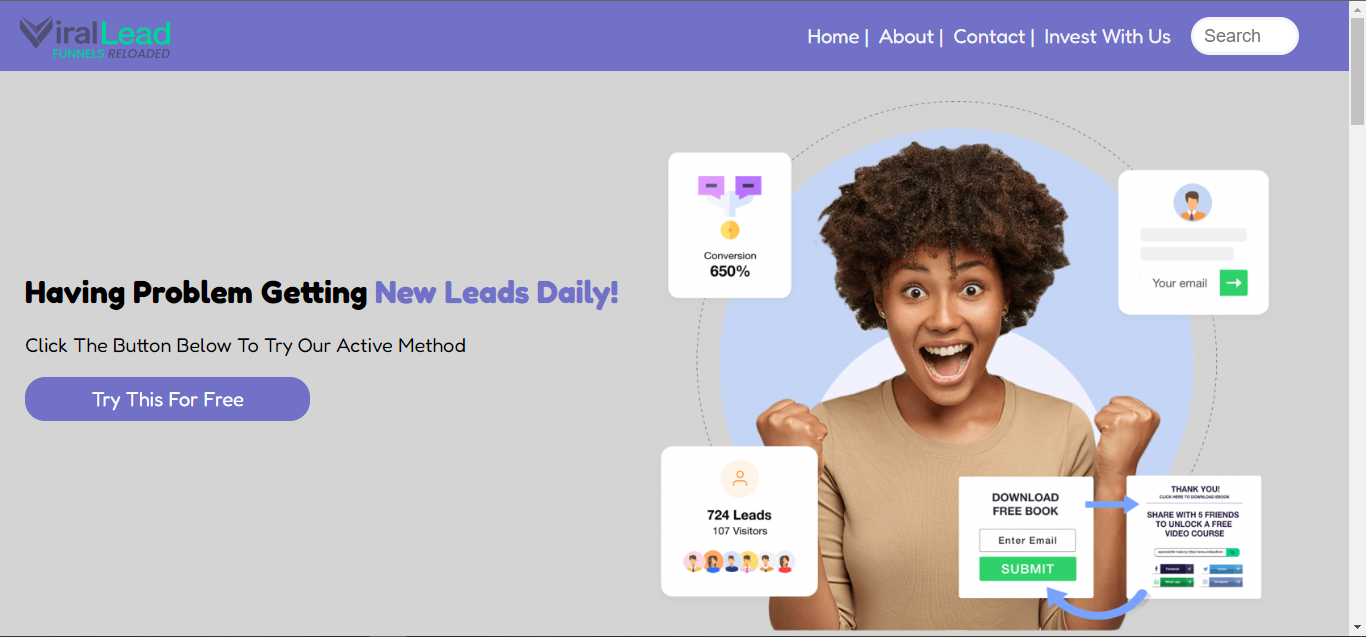 ViralLead
FUNNELS RELOADED
Home | About | Contact | Invest With Us
Search
Having Problem Getting New Leads Daily!
Click The Button Below To Try Our Active Method
Try This For Free
Conversion
650%
Your email
724 Leads
107 Visitors
DOWNLOAD
FREE BOOK
Enter Email
SUBMIT
THANK YOU!
CLICK HERE TO DOWNLOAD EBOOK
SHARE WITH 5 FRIENDS
TO UNLOCK A FREE
VIDEO COURSE
Facebook